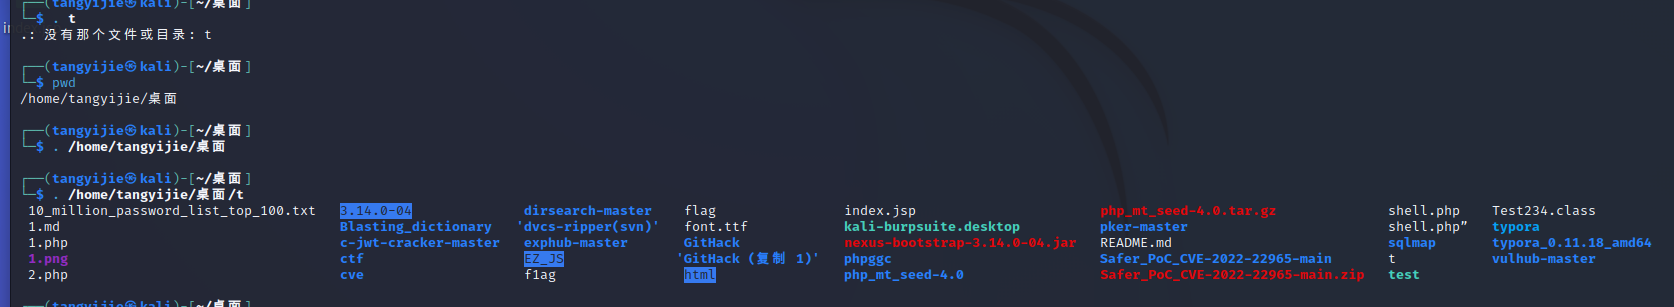 ┌──(tangyijie㉿kali)-[~/桌面]
└─$ . t
.: 没有那个文件或目录: t
┌──(tangyijie㉿kali)-[~/桌面]
└─$ pwd
/home/tangyijie/桌面
┌──(tangyijie㉿kali)-[~/桌面]
└─$ . /home/tangyijie/桌面
┌──(tangyijie㉿kali)-[~/桌面]
└─$ . /home/tangyijie/桌面/t
10_million_password_list_top_100.txt 3.14.0-04 dirsearch-master flag index.jsp php_mt_seed-4.0.tar.gz shell.php Test234.class
1.md Blasting_dictionary 'dvcs-ripper(svn)' font.ttf kali-burpsuite.desktop pker-master shell.php” typora
1.php c-jwt-cracker-master exphub-master GitHack nexus-bootstrap-3.14.0-04.jar README.md sqlmap typora_0.11.18_amd64
1.png ctf EZ_JS 'GitHack (复制 1)' phpggc Safer_PoC_CVE-2022-22965-main t vulhub-master
2.php cve f1ag html php_mt_seed-4.0 Safer_PoC_CVE-2022-22965-main.zip test
┌──(tangyijie㉿kali)-[~/桌面]